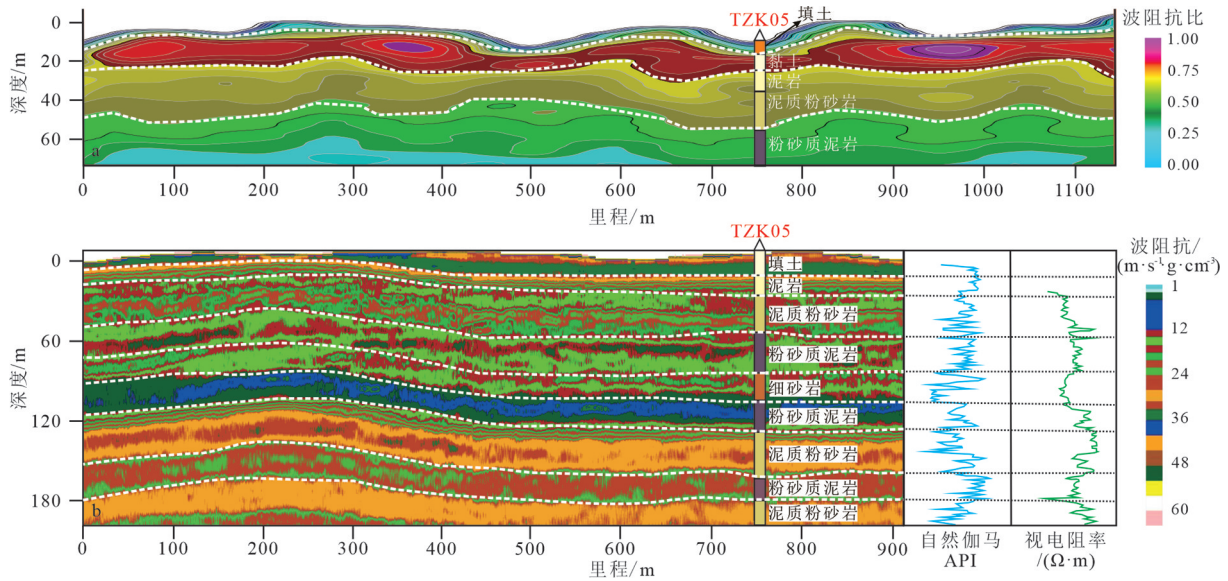 TZK05
填土
波阻抗比
0
20
40
60
深度/m
黏土
泥岩
泥质粉砂岩
粉砂质泥岩
a
1.00
0.75
0.50
0.25
0.00
0 100 200 300 400 500 600 700 800 900 1000 1100
里程/m
TZK05
0
60
120
180
深度/m
填土
泥岩
泥质粉砂岩
粉砂质泥岩
细砂岩
粉砂质泥岩
泥质粉砂岩
粉砂质泥岩
泥质粉砂岩
b
波阻抗/
(m·s⁻¹g·cm⁻³)
1
12
24
36
48
60
0 100 200 300 400 500 600 700 800 900
里程/m
自然伽马
API
视电阻率
/(Ω·m)